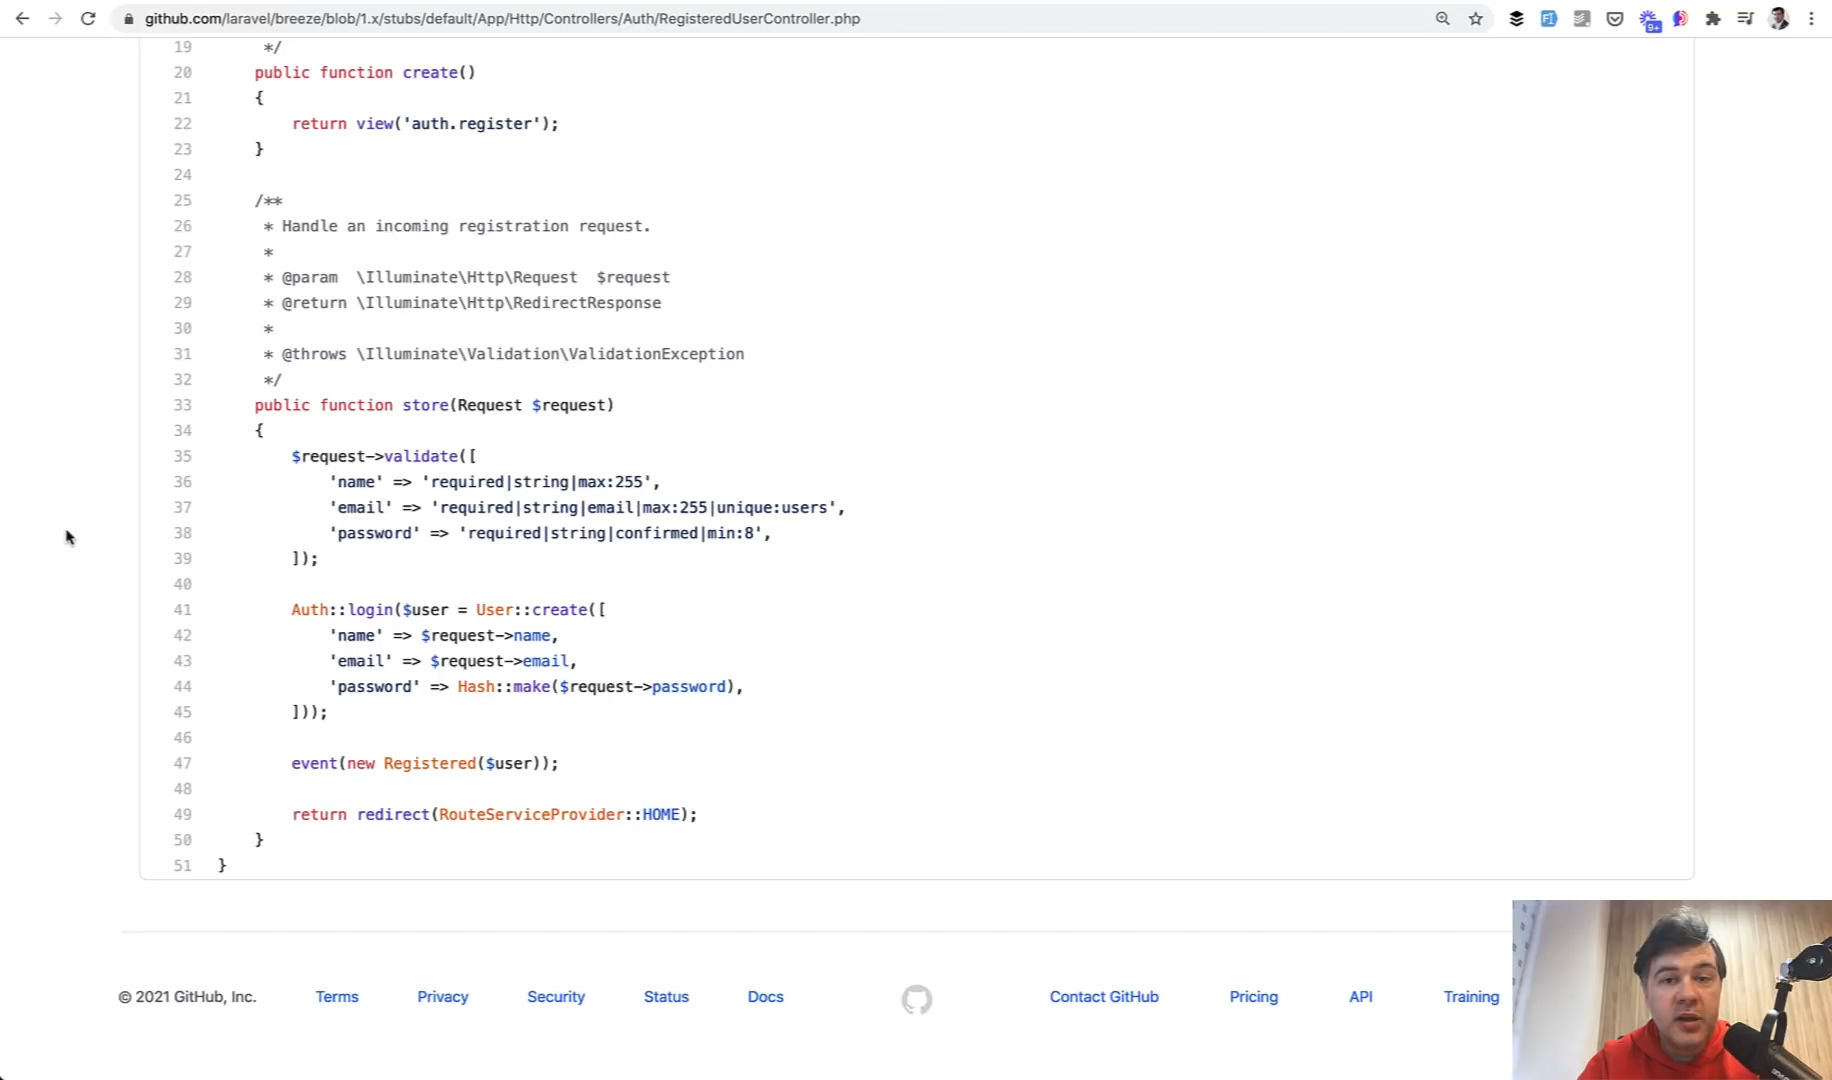 github.com/laravel/breeze/blob/1.x/stubs/default/App/Http/Controllers/Auth/RegisteredUserController.php
9+
19 */
20 public function create()
21 {
22 return view('auth.register');
23 }
24
25 /**
26 * Handle an incoming registration request.
27 *
28 * @param  \Illuminate\Http\Request  $request
29 * @return \Illuminate\Http\RedirectResponse
30 *
31 * @throws \Illuminate\Validation\ValidationException
32 */
33 public function store(Request $request)
34 {
35 $request->validate([
36 'name' => 'required|string|max:255',
37 'email' => 'required|string|email|max:255|unique:users',
38 'password' => 'required|string|confirmed|min:8',
39 ]);
40
41 Auth::login($user = User::create([
42 'name' => $request->name,
43 'email' => $request->email,
44 'password' => Hash::make($request->password),
45 ]));
46
47 event(new Registered($user));
48
49 return redirect(RouteServiceProvider::HOME);
50 }
51 }
© 2021 GitHub, Inc. Terms Privacy Security Status Docs Contact GitHub Pricing API Training